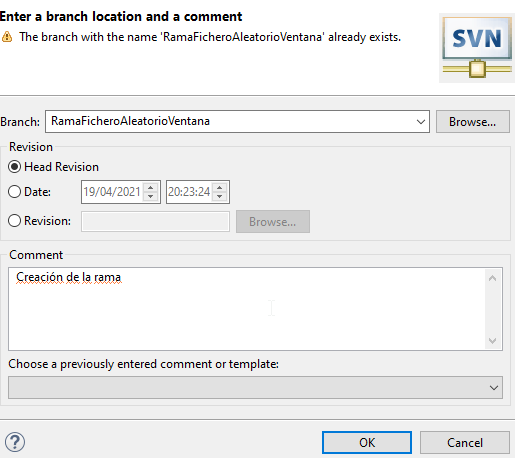 Enter a branch location and a comment
The branch with the name 'RamaFicheroAleatorioVentana' already exists.
SVN
Branch: RamaFicheroAleatorioVentana Browse...
Revision
Head Revision
Date: 19/04/2021 20:23:24
Revision: Browse...
Comment
Creación de la rama
Choose a previously entered comment or template:
? OK Cancel